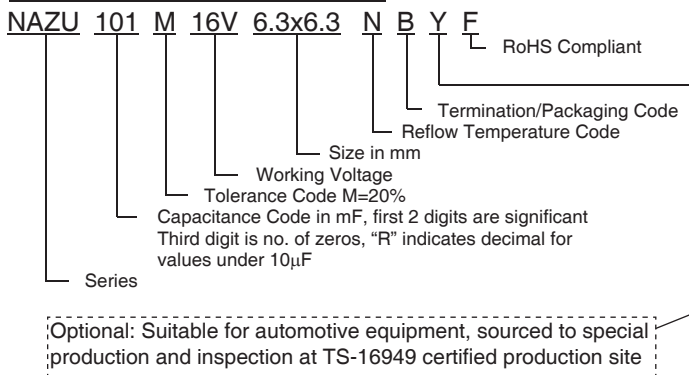 NAZU 101 M 16V 6.3x6.3 N B Y F
RoHS Compliant
Termination/Packaging Code
Reflow Temperature Code
Size in mm
Working Voltage
Tolerance Code M=20%
Capacitance Code in mF, first 2 digits are significant
Third digit is no. of zeros, “R” indicates decimal for
values under 10μF
Series
Optional: Suitable for automotive equipment, sourced to special
production and inspection at TS-16949 certified production site